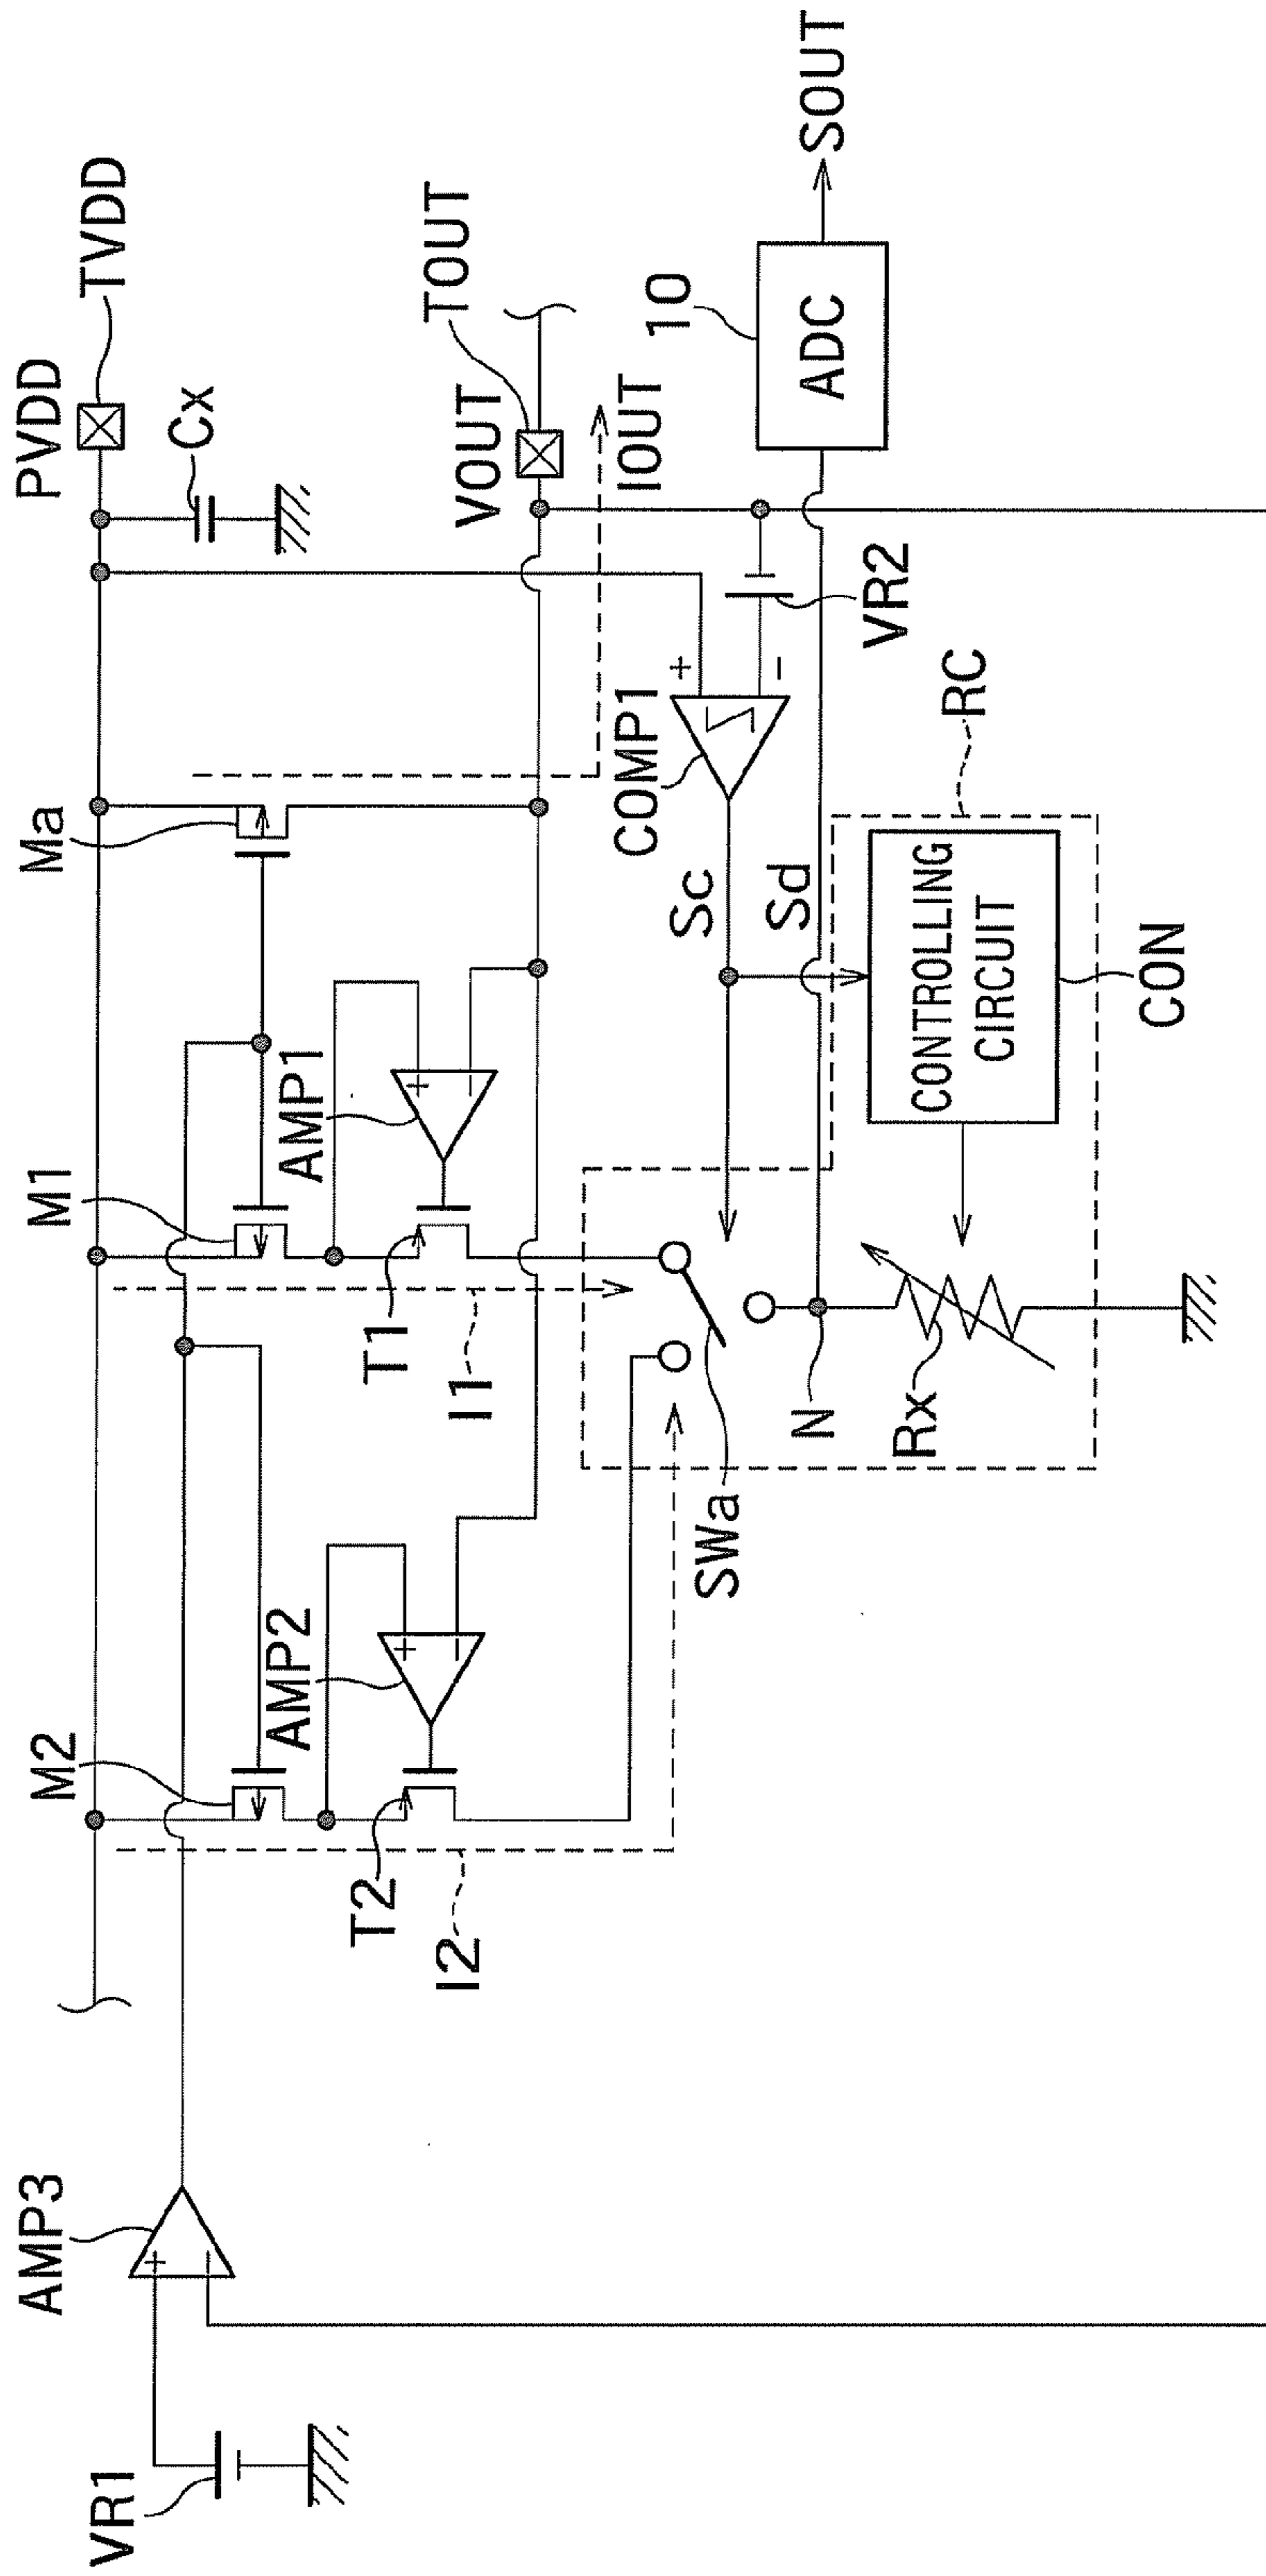 PVDD
TVDD
Cx
Ma
M1
M2
AMP3
VR1
VOUT
TOUT
IOUT
AMP1
+
−
T1
I1
AMP2
+
−
T2
I2
+
−
COMP1
VR2
10
ADC
SOUT
Sc
Sd
RC
CONTROLLING
CIRCUIT
CON
SWa
N
Rx
+
−